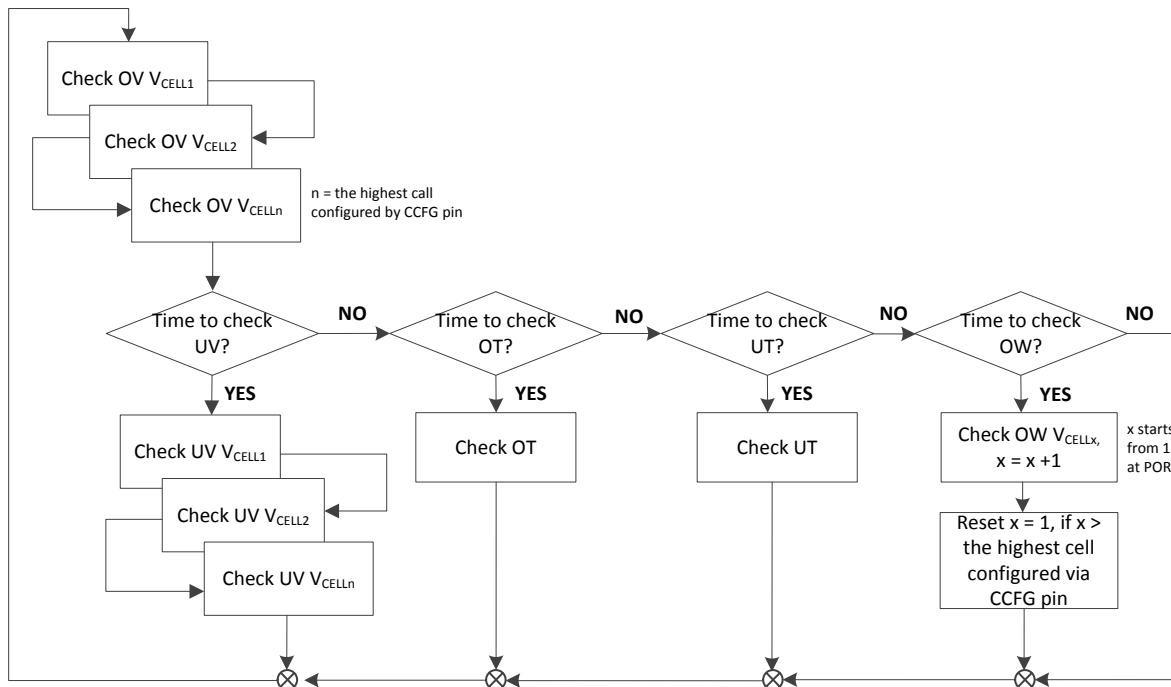 Check OV VCELL1
Check OV VCELL2
Check OV VCELLn
n = the highest call
configured by CCFG pin
Time to check
UV?
NO
Time to check
OT?
NO
Time to check
UT?
NO
Time to check
OW?
NO
YES
YES
YES
YES
Check UV VCELL1
Check UV VCELL2
Check UV VCELLn
Check OT
Check UT
Check OW VCELLx,
x = x +1
x starts
from 1
at POR
Reset x = 1, if x >
the highest cell
configured via
CCFG pin